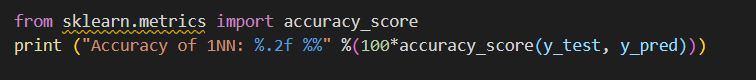 from sklearn.metrics import accuracy_score
print ("Accuracy of 1NN: %.2f %%" %(100*accuracy_score(y_test, y_pred)))